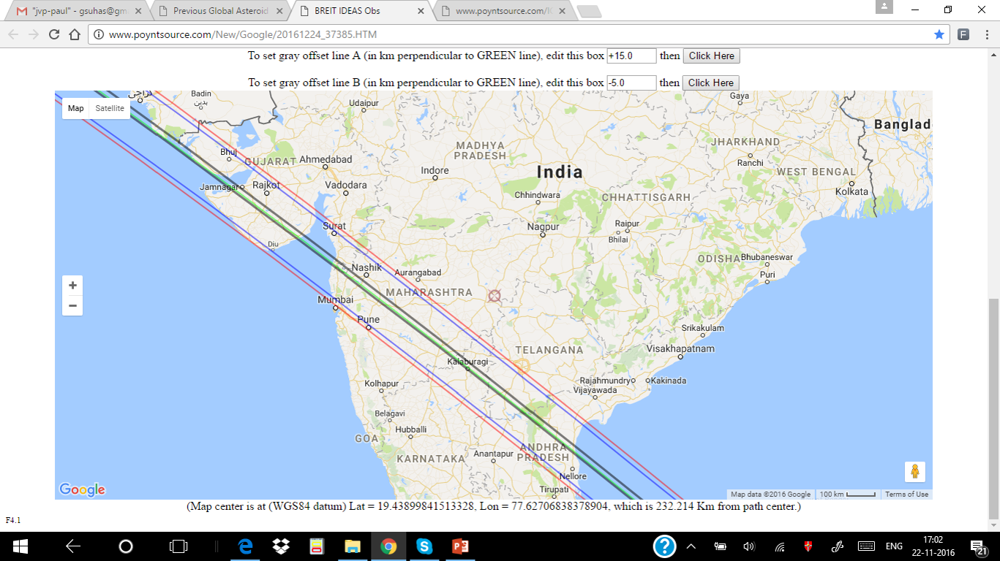 "jvp-paul" - gsuhas@gm
Previous Global Asteroid
BREIT IDEAS Obs
www.poyntsource.com/I
www.poyntsource.com/New/Google/20161224_37385.HTM
F
To set gray offset line A (in km perpendicular to GREEN line), edit this box +15.0 then Click Here
To set gray offset line B (in km perpendicular to GREEN line), edit this box -5.0 then Click Here
Map Satellite
کراچی
Badin
بدین
Udaipur
Gaya
Banglad
MADHYA
PRADESH
JHARKHAND
Bhuj
GUJARAT
Ahmedabad
Ranchi
Indore
India
WEST BENGAL
Jamnagar
Rajkot
Vadodara
Chhindwara
CHHATTISGARH
Kolkata
Surat
Nagpur
Raipur
Bhilai
Diu
Nashik
Aurangabad
ODISHA
Bhubaneswar
Puri
MAHARASHTRA
Mumbai
Pune
Srikakulam
TELANGANA
Visakhapatnam
Kalaburagi
Kolhapur
Rajahmundry
Kakinada
Vijayawada
Belagavi
Hubballi
GOA
KARNATAKA
Anantapur
ANDHRA
PRADESH
Nellore
Tirupati
Google
Map data ©2016 Google
100 km
Terms of Use
(Map center is at (WGS84 datum) Lat = 19.43899841513328, Lon = 77.62706838378904, which is 232.214 Km from path center.)
F4.1
ENG
17:02
22-11-2016
21